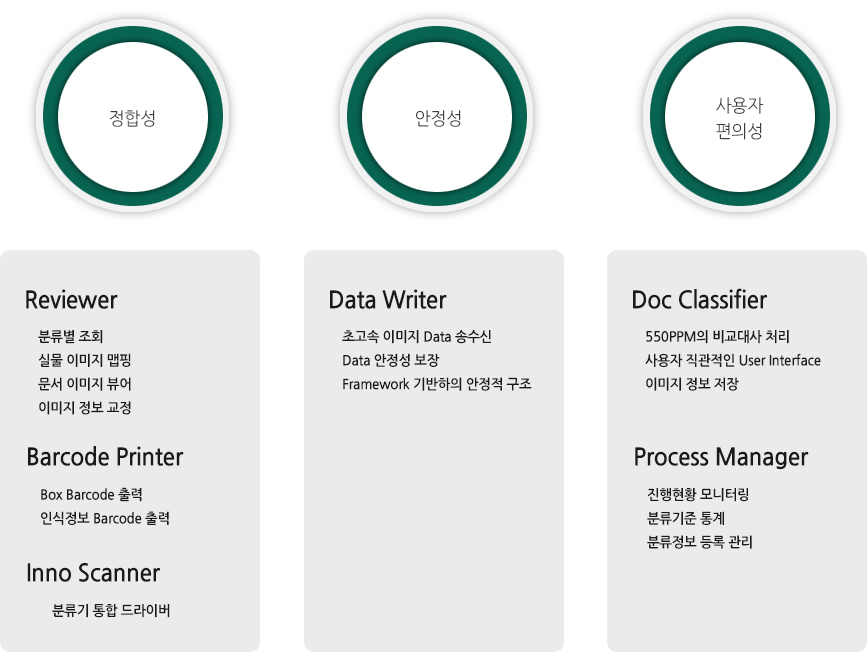 정합성
안정성
사용자
편의성
Reviewer
분류별 조회
실물 이미지 맵핑
문서 이미지 뷰어
이미지 정보 교정
Barcode Printer
Box Barcode 출력
인식정보 Barcode 출력
Inno Scanner
분류기 통합 드라이버
Data Writer
초고속 이미지 Data 송수신
Data 안정성 보장
Framework 기반하의 안정적 구조
Doc Classifier
550PPM의 비교대사 처리
사용자 직관적인 User Interface
이미지 정보 저장
Process Manager
진행현황 모니터링
분류기준 통계
분류정보 등록 관리